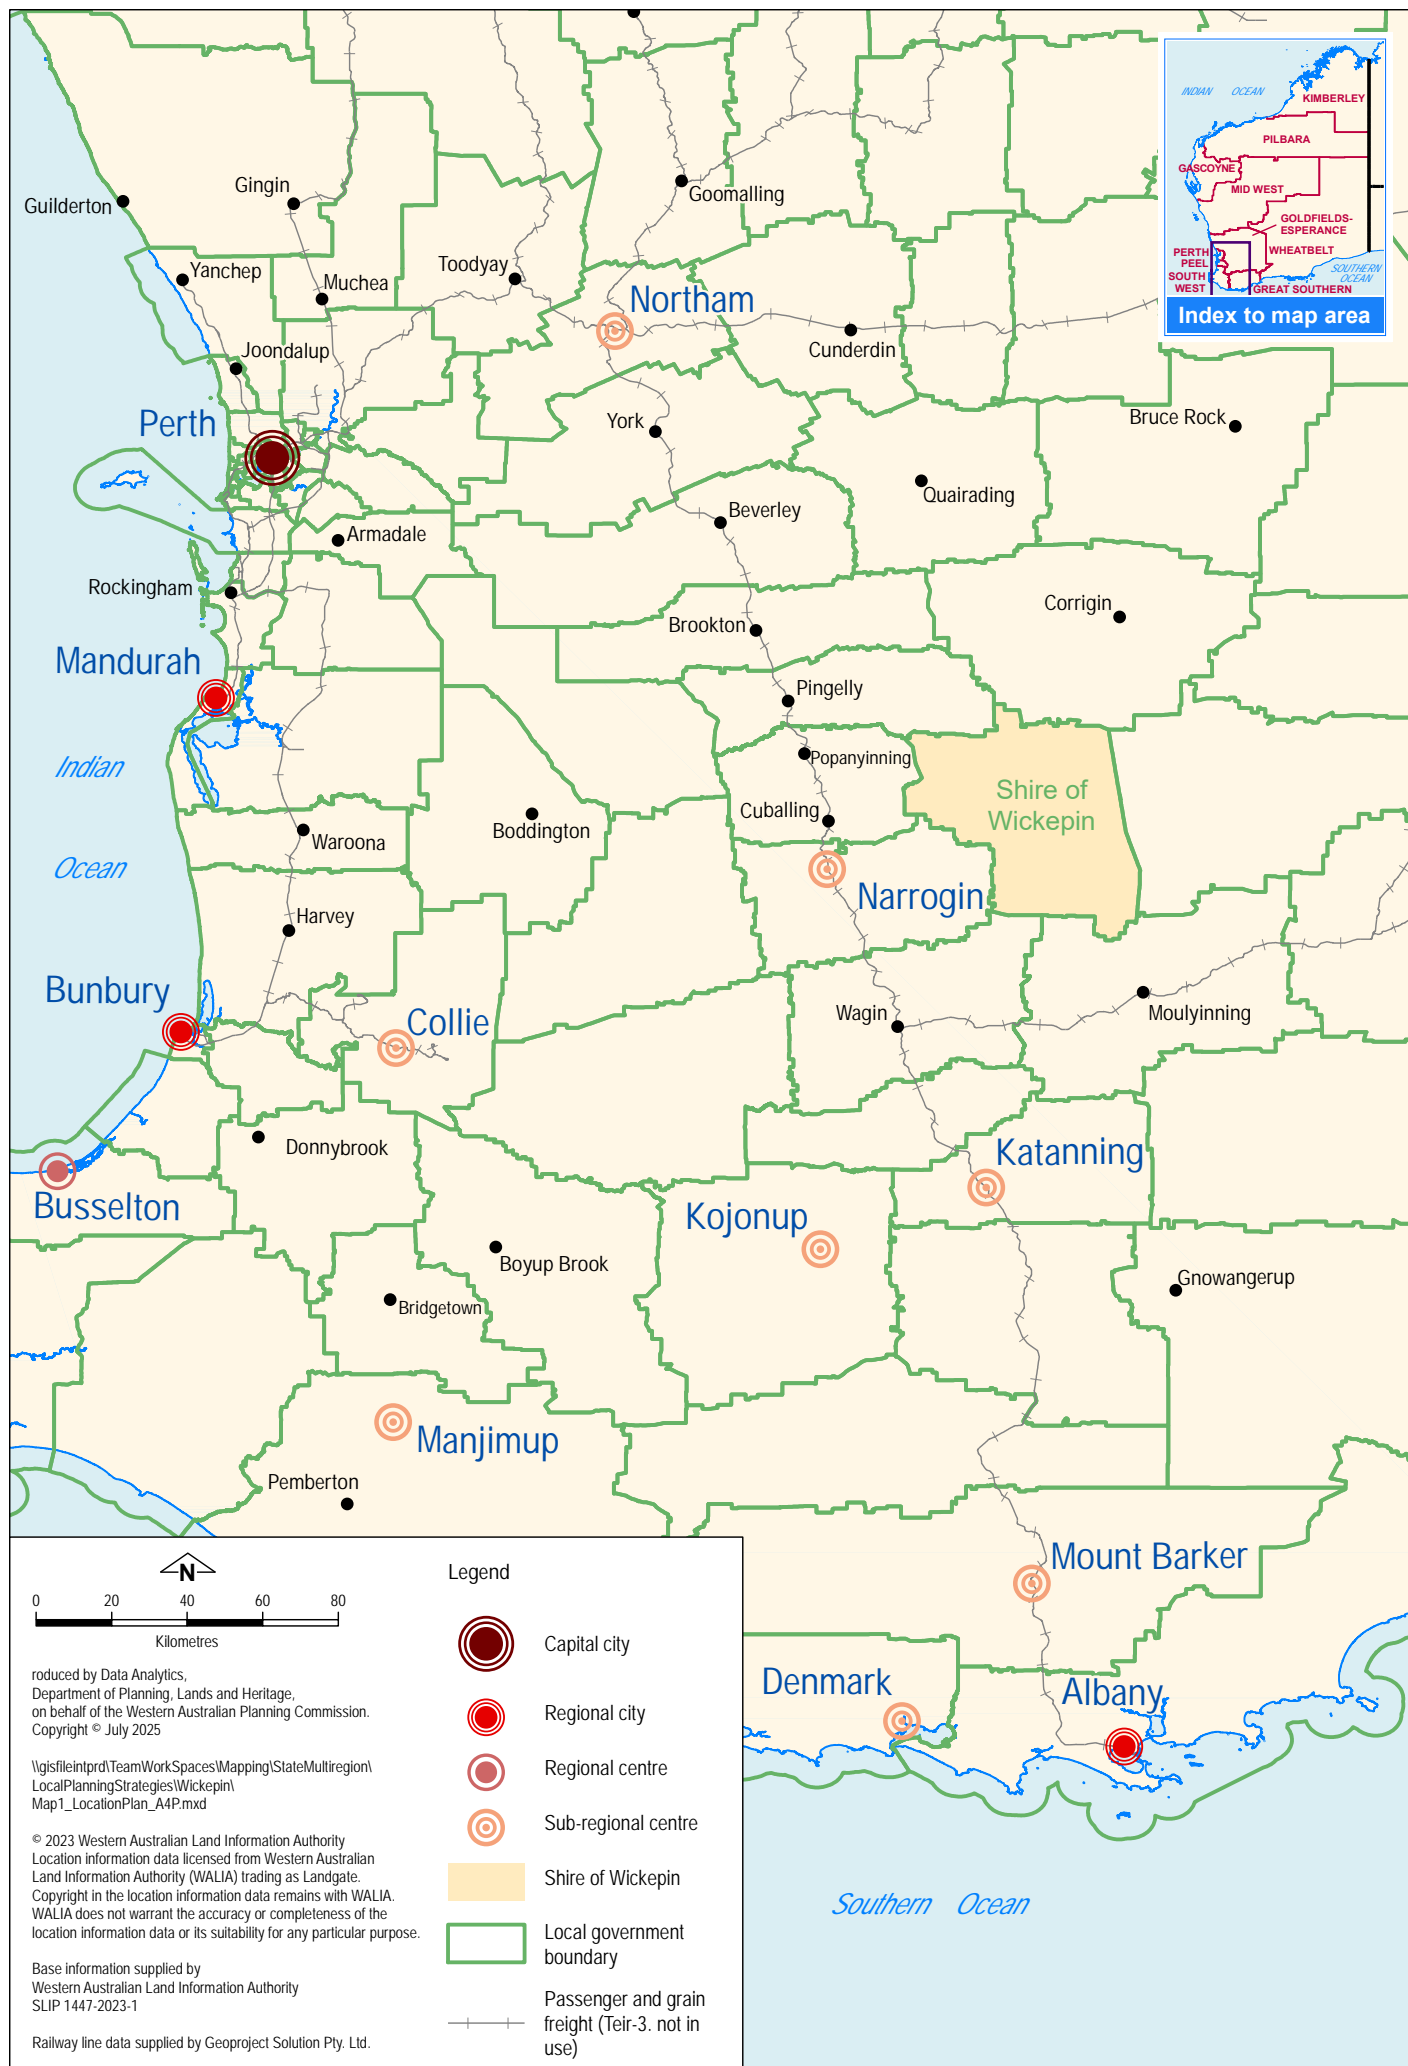 INDIAN OCEAN
KIMBERLEY
PILBARA
GASCOYNE
MID WEST
GOLDFIELDS-
ESPERANCE
WHEATBELT
PERTH
PEEL
SOUTH
WEST
SOUTHERN
OCEAN
GREAT SOUTHERN
Index to map area
Guilderton
Gingin
Goomalling
Yanchep
Muchea
Toodyay
Northam
Cunderdin
Joondalup
Perth
York
Bruce Rock
Quairading
Beverley
Armadale
Rockingham
Brookton
Corrigin
Mandurah
Pingelly
Indian
Popanyinning
Shire of
Wickepin
Cuballing
Boddington
Waroona
Ocean
Narrogin
Harvey
Bunbury
Collie
Wagin
Moulyinning
Donnybrook
Katanning
Busselton
Kojonup
Boyup Brook
Gnowangerup
Bridgetown
Manjimup
Pemberton
Mount Barker
Denmark
Albany
Southern Ocean
N
0 20 40 60 80
Kilometres
roduced by Data Analytics,
Department of Planning, Lands and Heritage,
on behalf of the Western Australian Planning Commission.
Copyright © July 2025
\\gisfileintprd\TeamWorkSpaces\Mapping\StateMultiregion\
LocalPlanningStrategies\Wickepin\
Map1_LocationPlan_A4P.mxd
© 2023 Western Australian Land Information Authority
Location information data licensed from Western Australian
Land Information Authority (WALIA) trading as Landgate.
Copyright in the location information data remains with WALIA.
WALIA does not warrant the accuracy or completeness of the
location information data or its suitability for any particular purpose.
Base information supplied by
Western Australian Land Information Authority
SLIP 1447-2023-1
Railway line data supplied by Geoproject Solution Pty. Ltd.
Legend
Capital city
Regional city
Regional centre
Sub-regional centre
Shire of Wickepin
Local government
boundary
Passenger and grain
freight (Teir-3. not in
use)